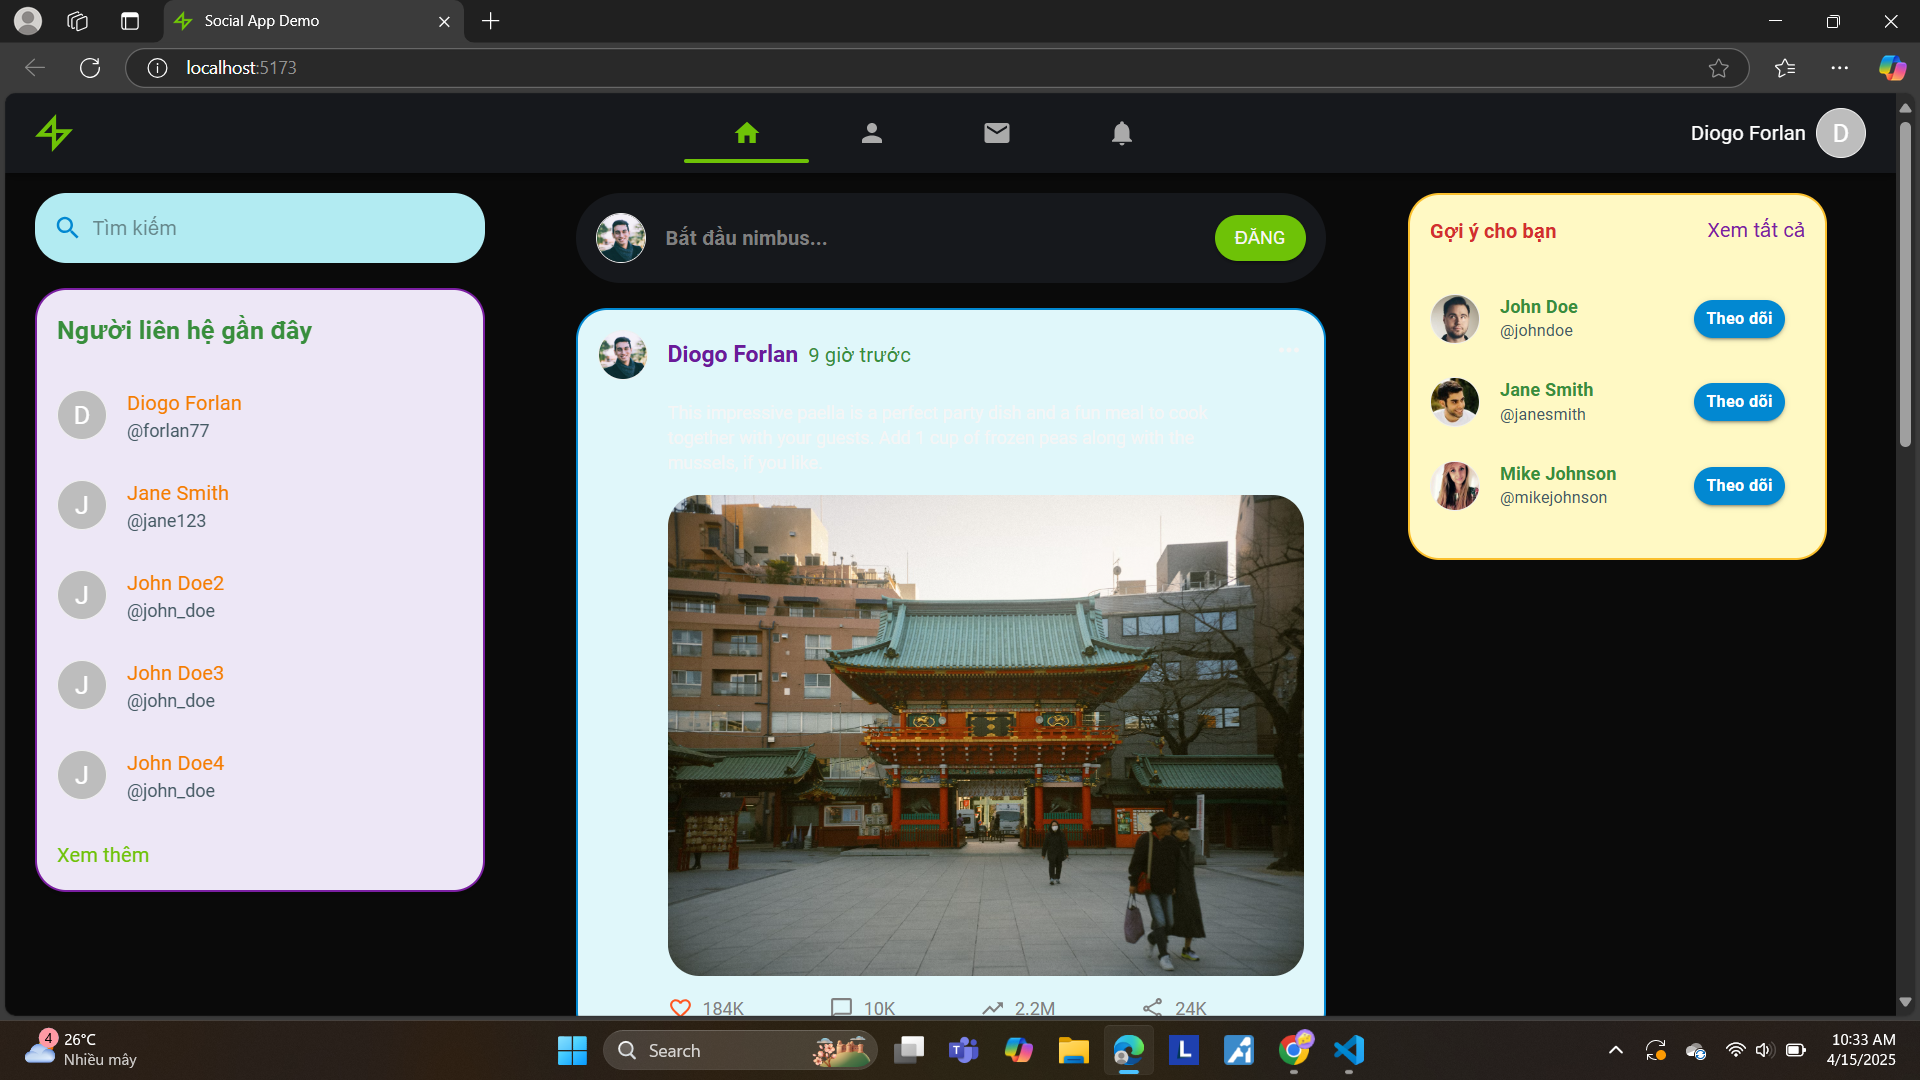 Social App Demo
localhost:5173
Diogo Forlan
D
Tìm kiếm
Người liên hệ gần đây
D
Diogo Forlan
@forlan77
J
Jane Smith
@jane123
J
John Doe2
@john_doe
J
John Doe3
@john_doe
J
John Doe4
@john_doe
Xem thêm
Bắt đầu nimbus...
ĐĂNG
Diogo Forlan 9 giờ trước
This impressive paella is a perfect party dish and a fun meal to cook
together with your guests. Add 1 cup of frozen peas along with the
mussels, if you like.
184K
10K
2.2M
24K
Gợi ý cho bạn
Xem tất cả
John Doe
@johndoe
Theo dõi
Jane Smith
@janesmith
Theo dõi
Mike Johnson
@mikejohnson
Theo dõi
4
26°C
Nhiều mây
Search
T
L
10:33 AM
4/15/2025